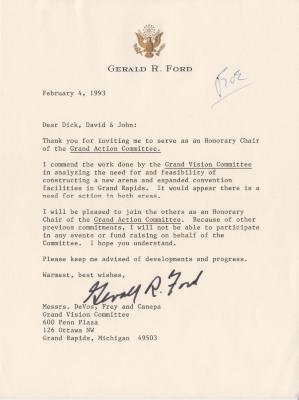 GERALD R. FORD
February 4, 1993
Dear Dick, David & John:
Thank you for inviting me to serve as an Honorary Chair
of the Grand Action Committee.
I commend the work done by the Grand Vision Committee
in analyzing the need for and feasibility of
constructing a new arena and expanded convention
facilities in Grand Rapids. It would appear there is a
need for action in both areas.
I will be pleased to join the others as an Honorary
Chair of the Grand Action Committee. Because of other
previous commitments, I will not be able to participate
in any events or fund raising on behalf of the
Committee. I hope you understand.
Please keep me advised of developments and progress.
Warmest, best wishes,
Gerald R. Ford
Messrs. DeVos, Frey and Canepa
Grand Vision Committee
600 Penn Plaza
126 Ottawa NW
Grand Rapids, Michigan 49503